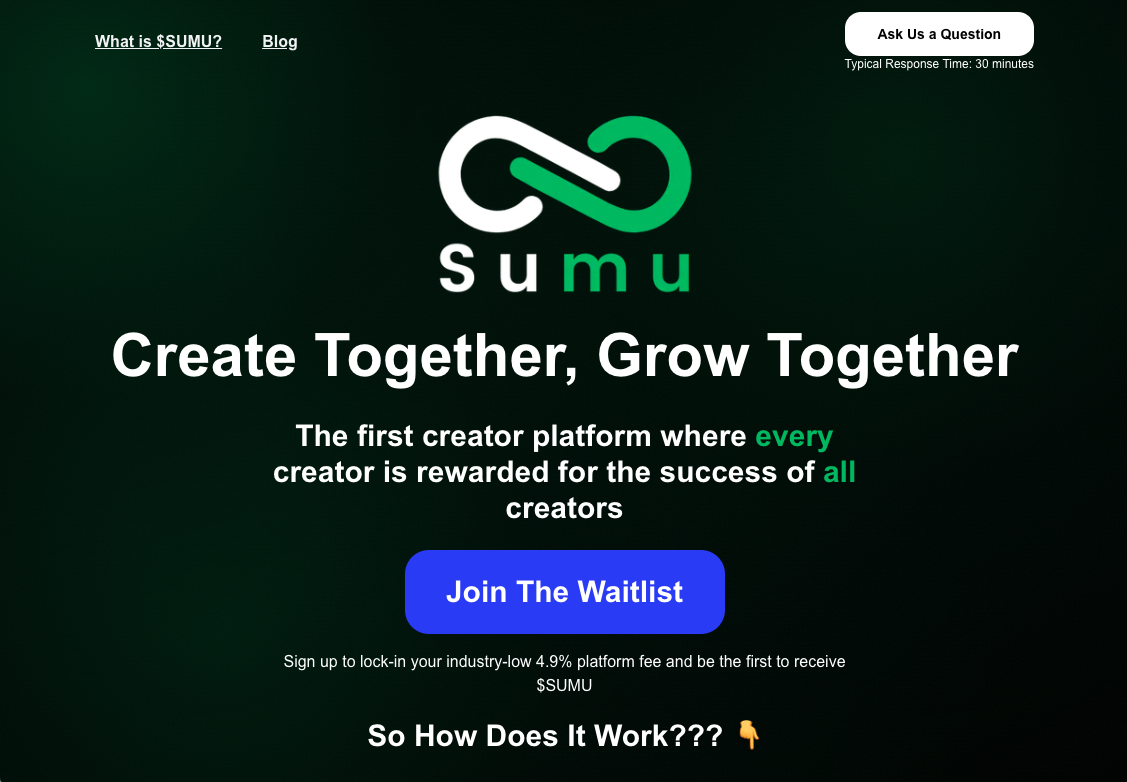 What is $SUMU?
Blog
Ask Us a Question
Typical Response Time: 30 minutes
Sumu
Create Together, Grow Together
The first creator platform where every
creator is rewarded for the success of all
creators
Join The Waitlist
Sign up to lock-in your industry-low 4.9% platform fee and be the first to receive
$SUMU
So How Does It Work??? 👇